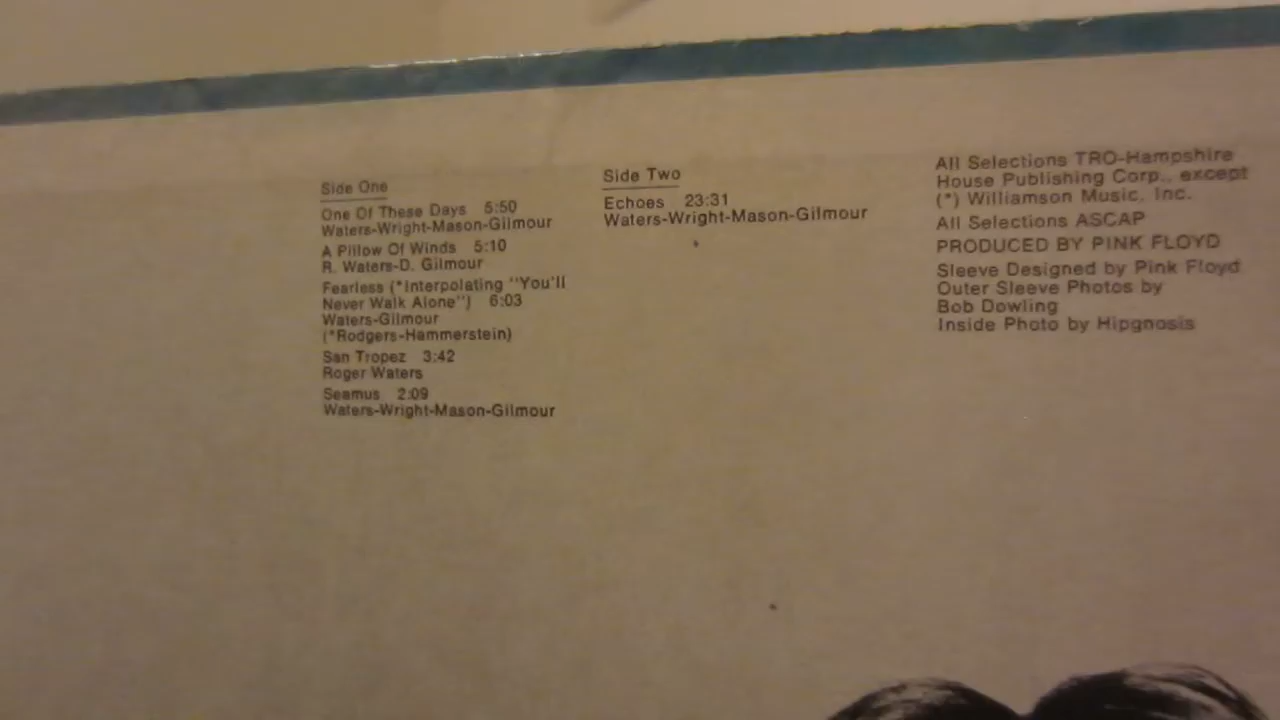 Side One
One Of These Days 5:50
Waters-Wright-Mason-Gilmour
A Pillow Of Winds 5:10
R. Waters-D. Gilmour
Fearless (*Interpolating "You'll
Never Walk Alone") 6:03
Waters-Gilmour
(*Rodgers-Hammerstein)
San Tropez 3:42
Roger Waters
Seamus 2:09
Waters-Wright-Mason-Gilmour
Side Two
Echoes 23:31
Waters-Wright-Mason-Gilmour
All Selections TRO-Hampshire
House Publishing Corp., except
(*) Williamson Music, Inc.
All Selections ASCAP
PRODUCED BY PINK FLOYD
Sleeve Designed by Pink Floyd
Outer Sleeve Photos by
Bob Dowling
Inside Photo by Hipgnosis